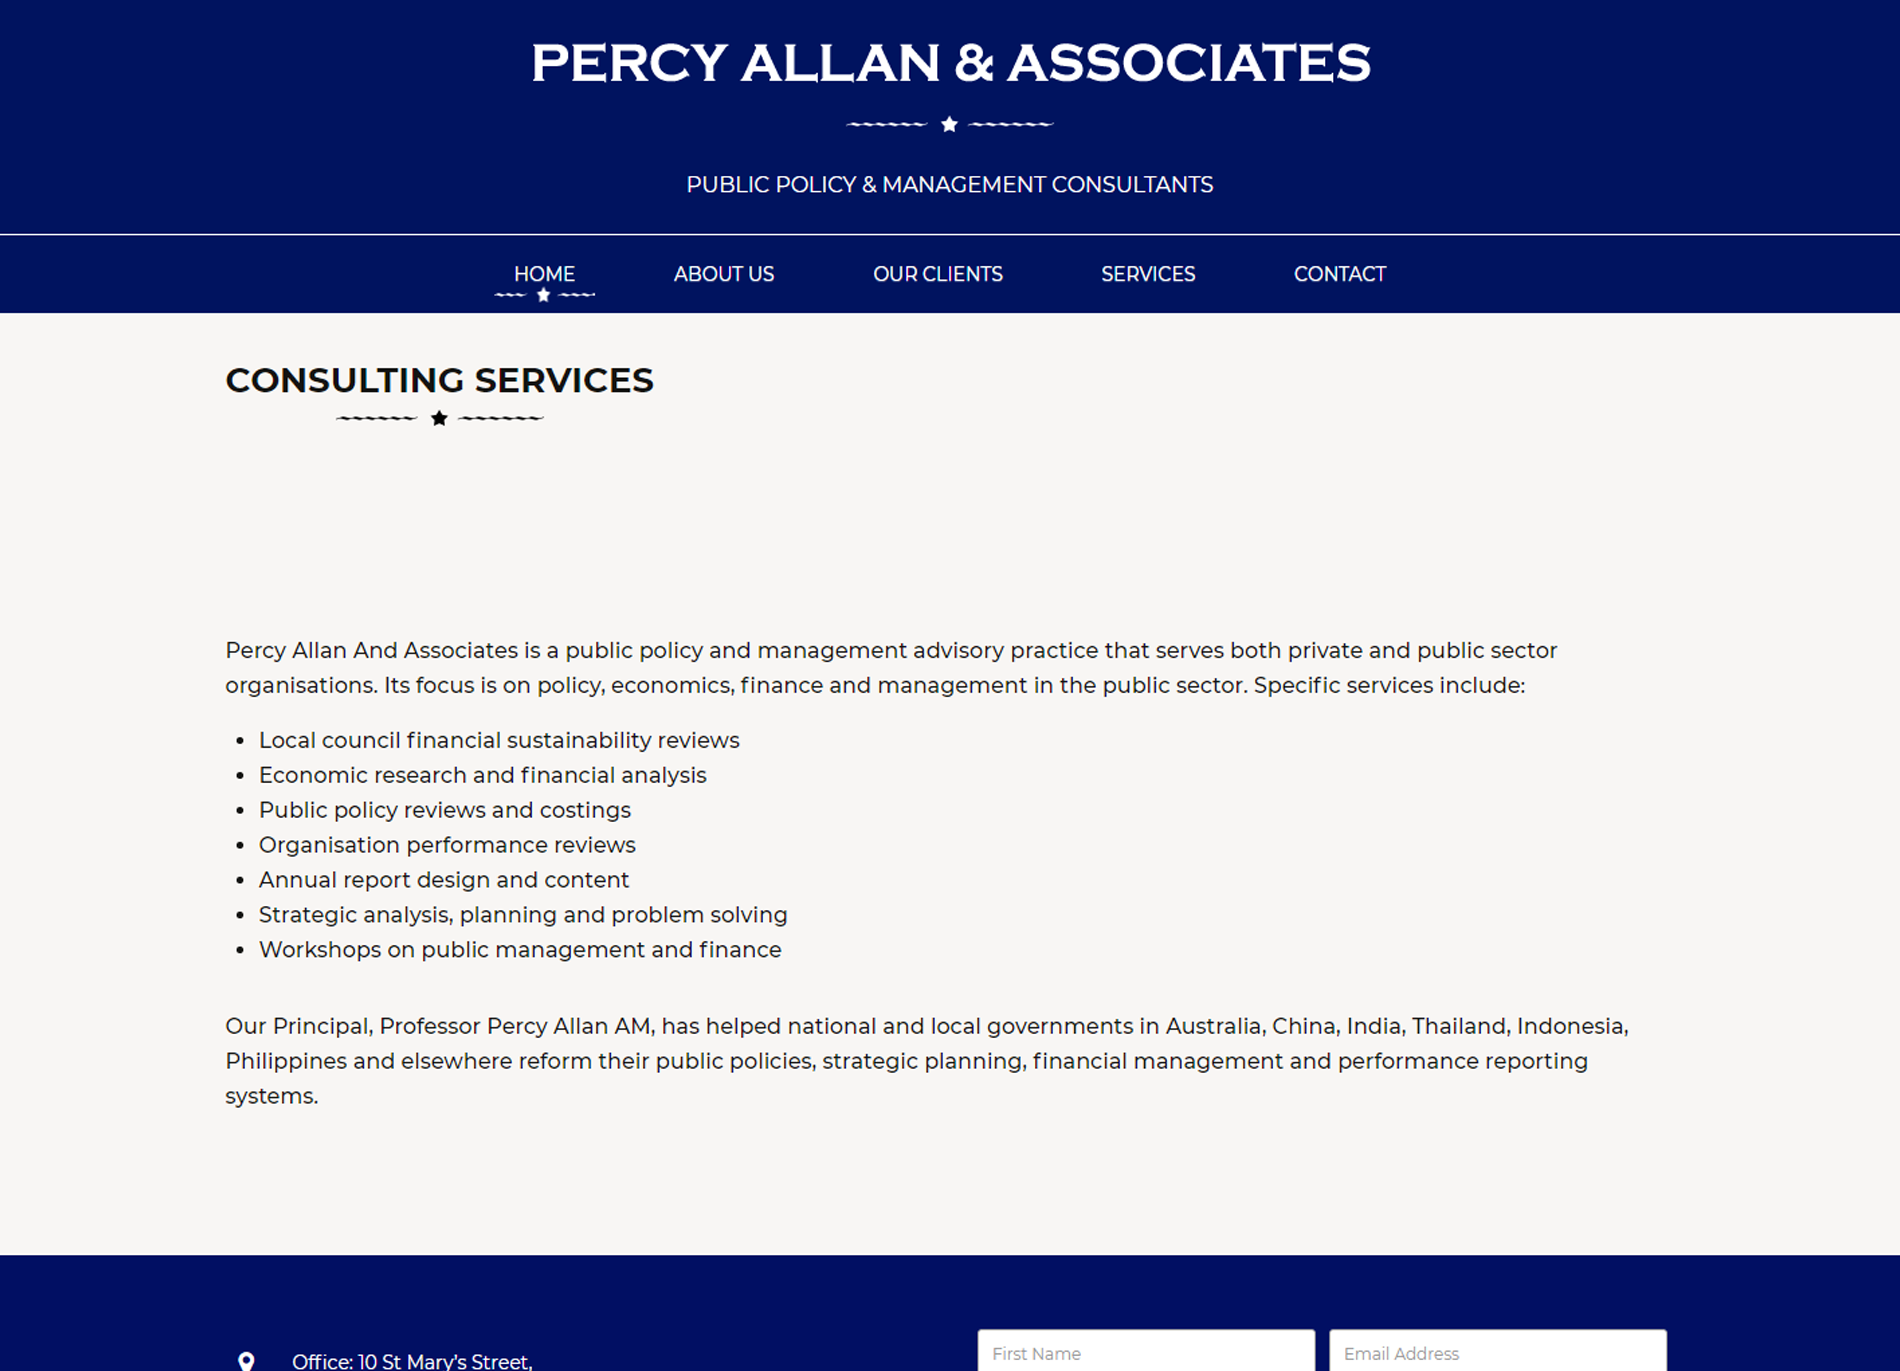 PERCY ALLAN & ASSOCIATES
PUBLIC POLICY & MANAGEMENT CONSULTANTS
HOME
ABOUT US
OUR CLIENTS
SERVICES
CONTACT
CONSULTING SERVICES
Percy Allan And Associates is a public policy and management advisory practice that serves both private and public sector
organisations. Its focus is on policy, economics, finance and management in the public sector. Specific services include:
• Local council financial sustainability reviews
• Economic research and financial analysis
• Public policy reviews and costings
• Organisation performance reviews
• Annual report design and content
• Strategic analysis, planning and problem solving
• Workshops on public management and finance
Our Principal, Professor Percy Allan AM, has helped national and local governments in Australia, China, India, Thailand, Indonesia,
Philippines and elsewhere reform their public policies, strategic planning, financial management and performance reporting
systems.
Office: 10 St Mary's Street,
First Name
Email Address